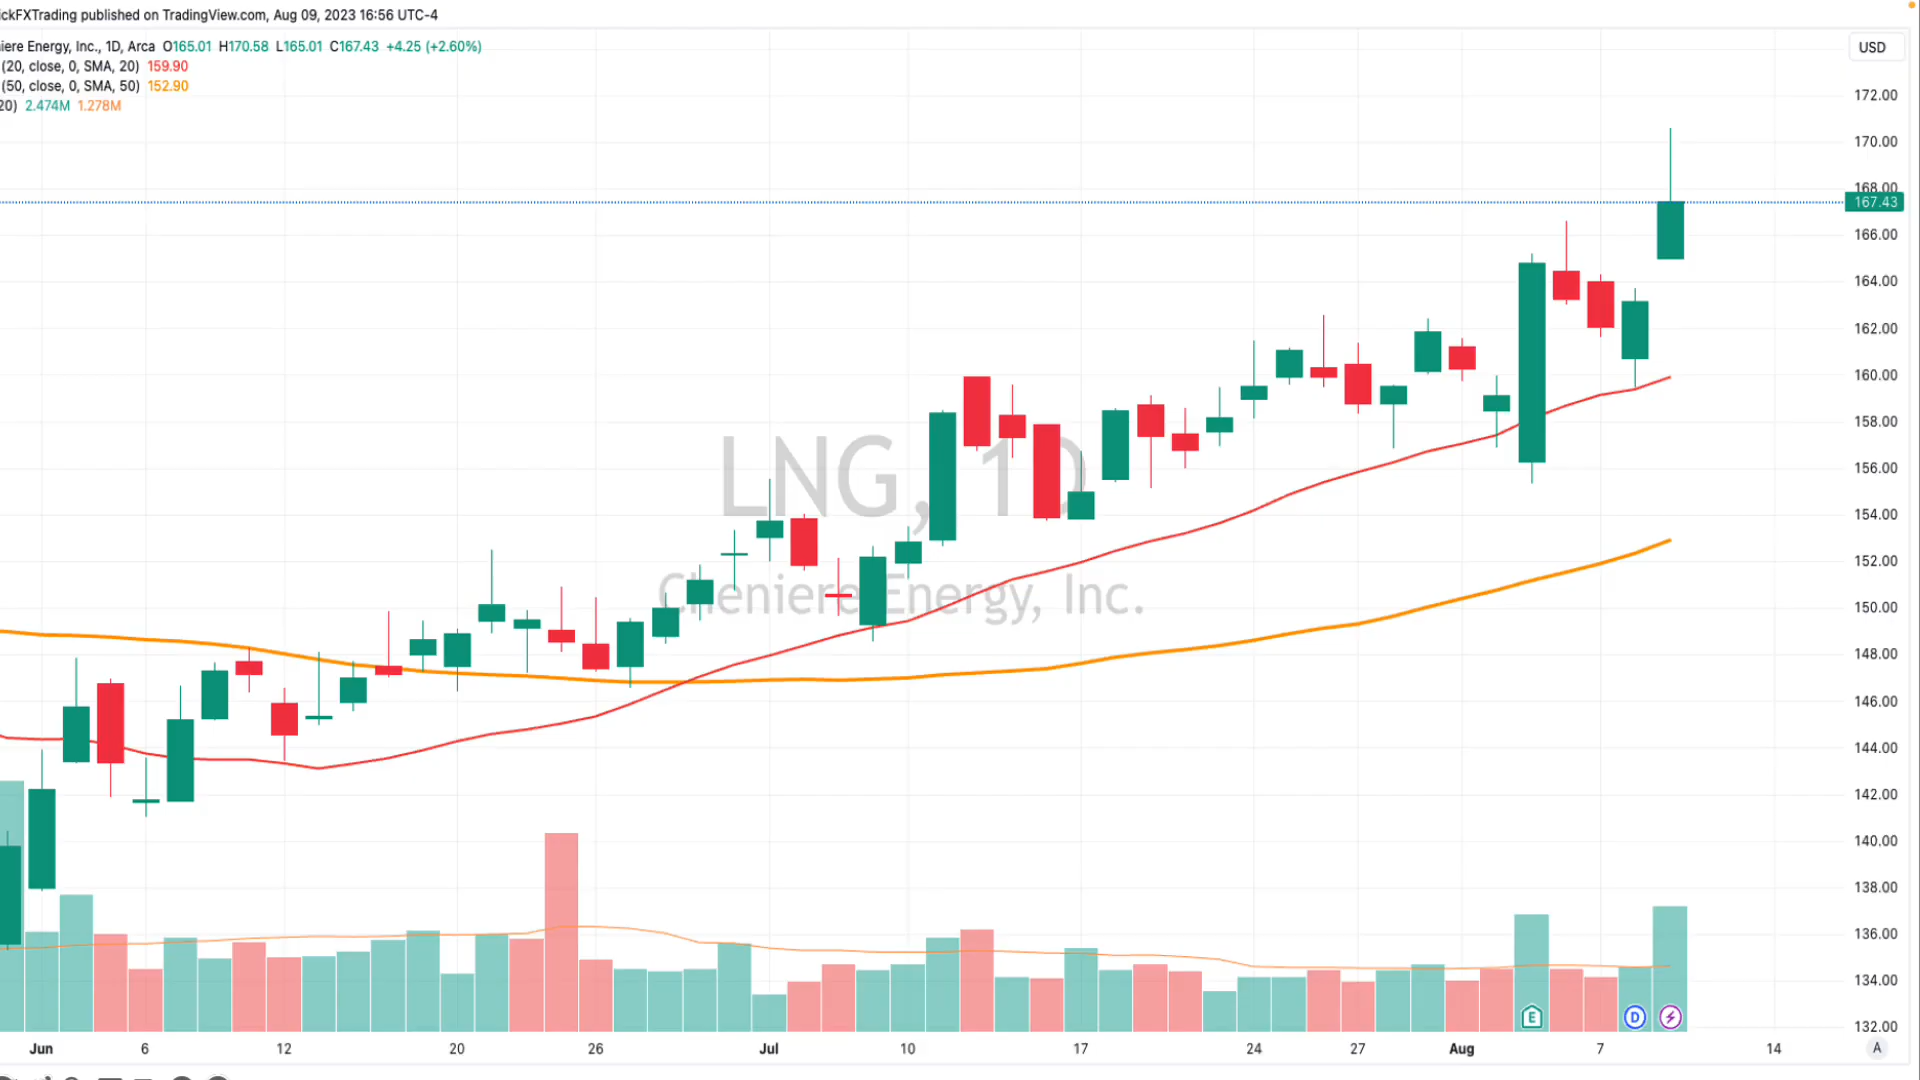 ckFXTrading published on TradingView.com, Aug 09, 2023 16:56 UTC-4
iere Energy, Inc., 1D, Arca O165.01 H170.58 L165.01 C167.43 +4.25 (+2.60%)
(20, close, 0, SMA, 20) 159.90
(50, close, 0, SMA, 50) 152.90
20) 2.474M 1.278M
USD
172.00
170.00
168.00
167.43
166.00
164.00
162.00
160.00
158.00
LNG, 1D
156.00
154.00
152.00
Cheniere Energy, Inc.
150.00
148.00
146.00
144.00
142.00
140.00
138.00
136.00
134.00
E D
132.00
Jun 6 12 20 26 Jul 10 17 24 27 Aug 7 14 A